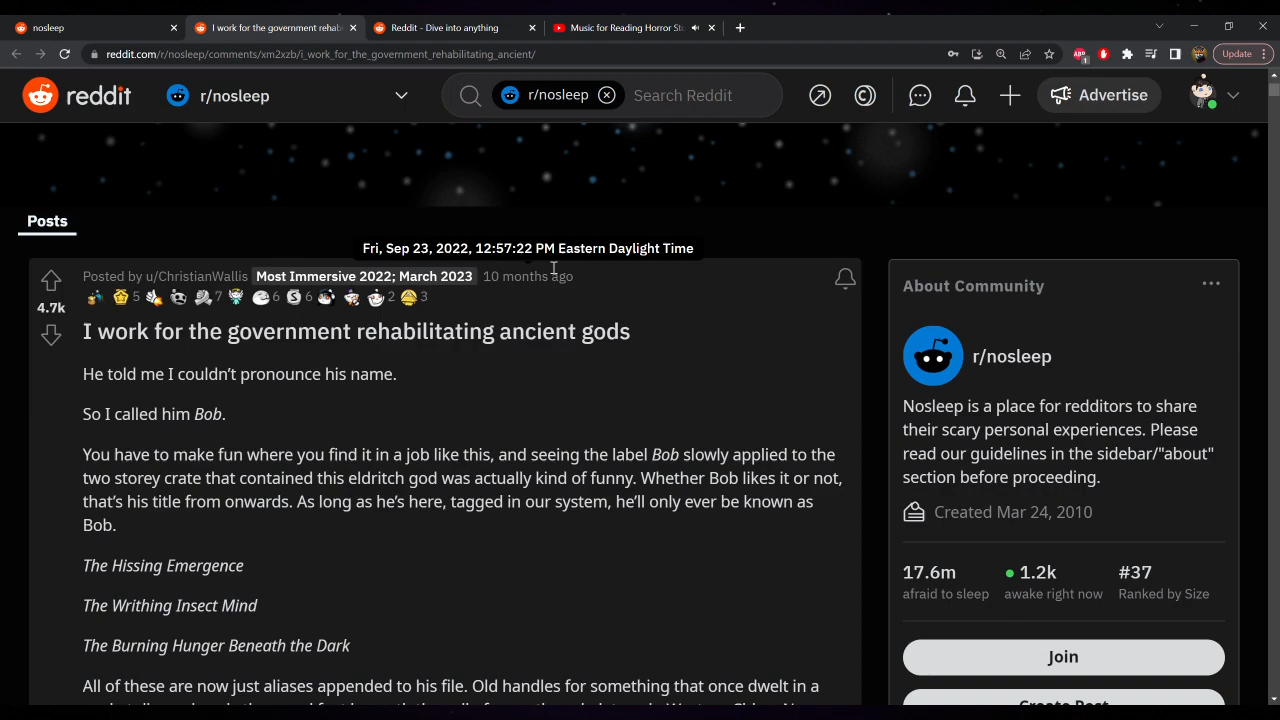 nosleep
I work for the government rehab
Reddit - Dive into anything
Music for Reading Horror St
reddit.com/r/nosleep/comments/xm2xzb/i_work_for_the_government_rehabilitating_ancient/
1
Update
reddit
r/nosleep
r/nosleep
Search Reddit
Advertise
Posts
Fri, Sep 23, 2022, 12:57:22 PM Eastern Daylight Time
Posted by u/ChristianWallis Most Immersive 2022; March 2023 10 months ago
5 7 6 6 2 3
4.7k
I work for the government rehabilitating ancient gods
He told me I couldn't pronounce his name.
So I called him Bob.
You have to make fun where you find it in a job like this, and seeing the label Bob slowly applied to the
two storey crate that contained this eldritch god was actually kind of funny. Whether Bob likes it or not,
that's his title from onwards. As long as he's here, tagged in our system, he'll only ever be known as
Bob.
The Hissing Emergence
The Writhing Insect Mind
The Burning Hunger Beneath the Dark
All of these are now just aliases appended to his file. Old handles for something that once dwelt in a
About Community
r/nosleep
Nosleep is a place for redditors to share
their scary personal experiences. Please
read our guidelines in the sidebar/"about"
section before proceeding.
Created Mar 24, 2010
17.6m 1.2k #37
afraid to sleep awake right now Ranked by Size
Join
Create Post